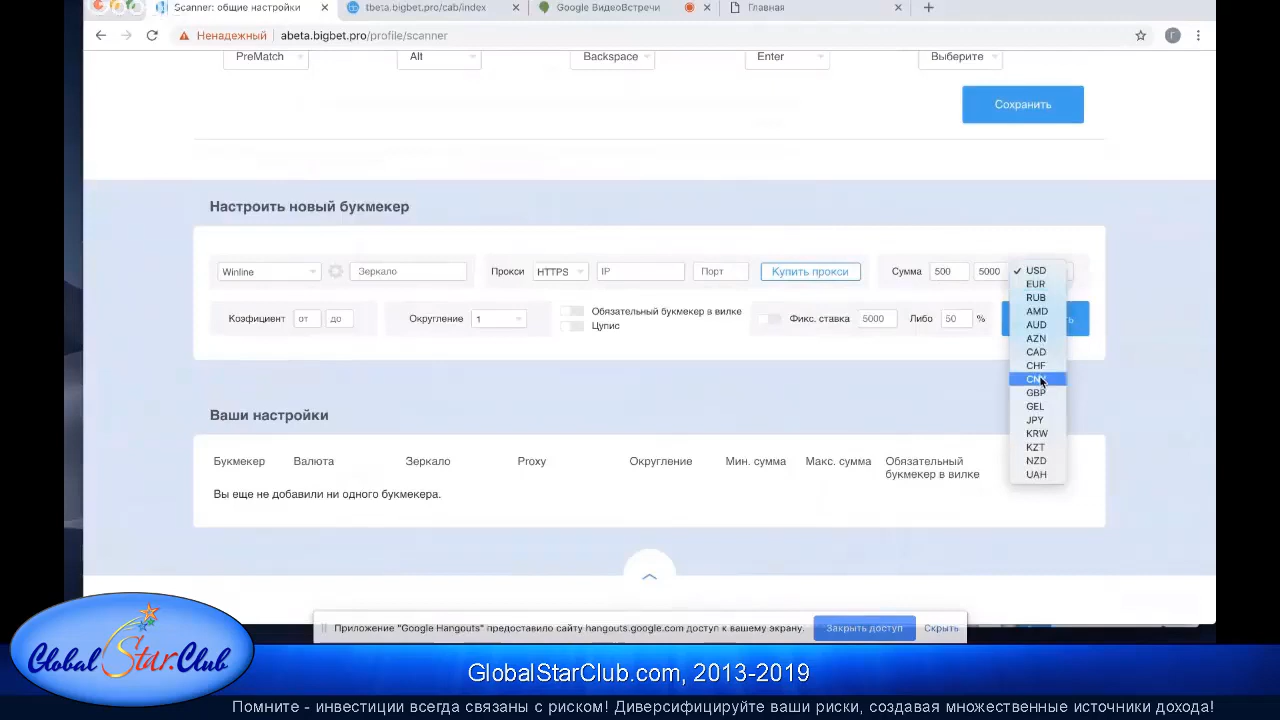 Scanner: общие настройки
tbeta.bigbet.pro/cab/index
Google ВидеоВстречи
Главная
Ненадежный
abeta.bigbet.pro/profile/scanner
PreMatch
Alt
Backspace
Enter
Выберите
Сохранить
Настроить новый букмекер
Winline
Зеркало
Прокси
HTTPS
IP
Порт
Купить прокси
Сумма
500
5000
USD
EUR
RUB
AMD
AUD
AZN
CAD
CHF
CNY
GBP
GEL
JPY
KRW
KZT
NZD
UAH
Коэфициент
от
до
Округление
1
Обязательный букмекер в вилке
Цупис
Фикс. ставка
5000
Либо
50
%
Ваши настройки
Букмекер
Валюта
Зеркало
Proxy
Округление
Мин. сумма
Макс. сумма
Обязательный
букмекер в вилке
Вы еще не добавили ни одного букмекера.
Приложение "Google Hangouts" предоставило сайту hangouts.google.com доступ к вашему экрану.
Закрыть доступ
Скрыть
Global Star.Club
GlobalStarClub.com, 2013-2019
Помните - инвестиции всегда связаны с риском! Диверсифицируйте ваши риски, создавая множественные источники дохода!